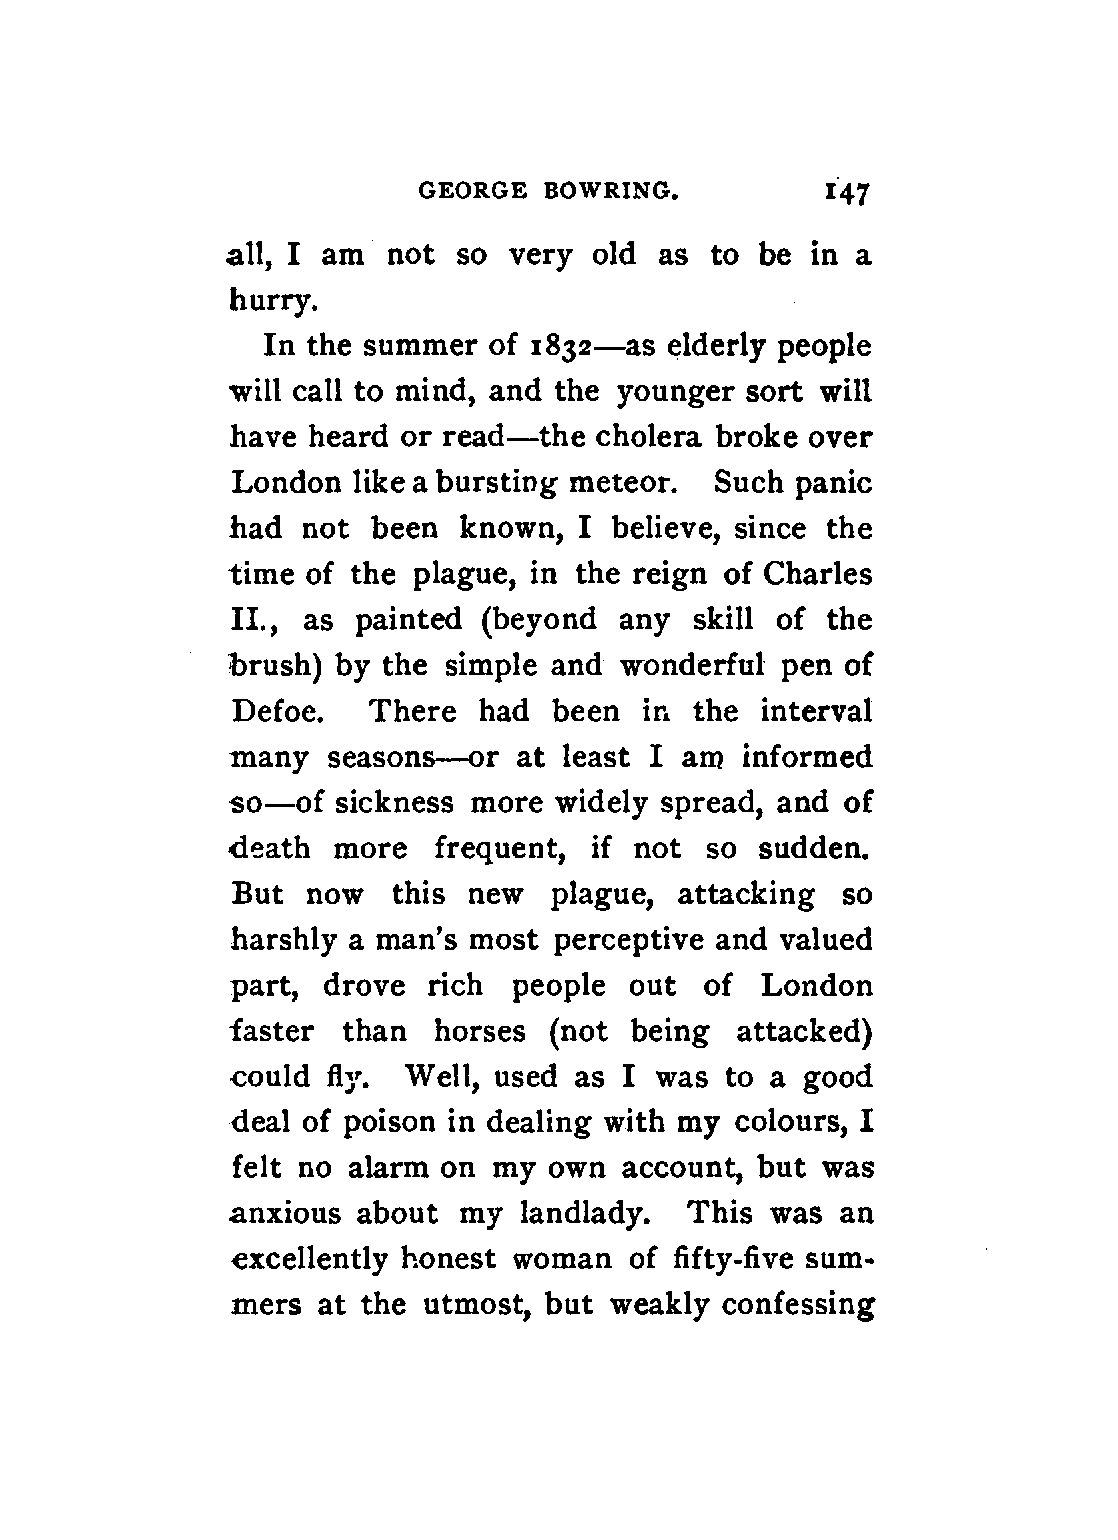 GEORGE BOWRING. 147
all, I am not so very old as to be in a
hurry.
In the summer of 1832—as elderly people
will call to mind, and the younger sort will
have heard or read—the cholera broke over
London like a bursting meteor. Such panic
had not been known, I believe, since the
time of the plague, in the reign of Charles
II., as painted (beyond any skill of the
brush) by the simple and wonderful pen of
Defoe. There had been in the interval
many seasons—or at least I am informed
so—of sickness more widely spread, and of
death more frequent, if not so sudden.
But now this new plague, attacking so
harshly a man's most perceptive and valued
part, drove rich people out of London
faster than horses (not being attacked)
could fly. Well, used as I was to a good
deal of poison in dealing with my colours, I
felt no alarm on my own account, but was
anxious about my landlady. This was an
excellently honest woman of fifty-five sum-
mers at the utmost, but weakly confessing